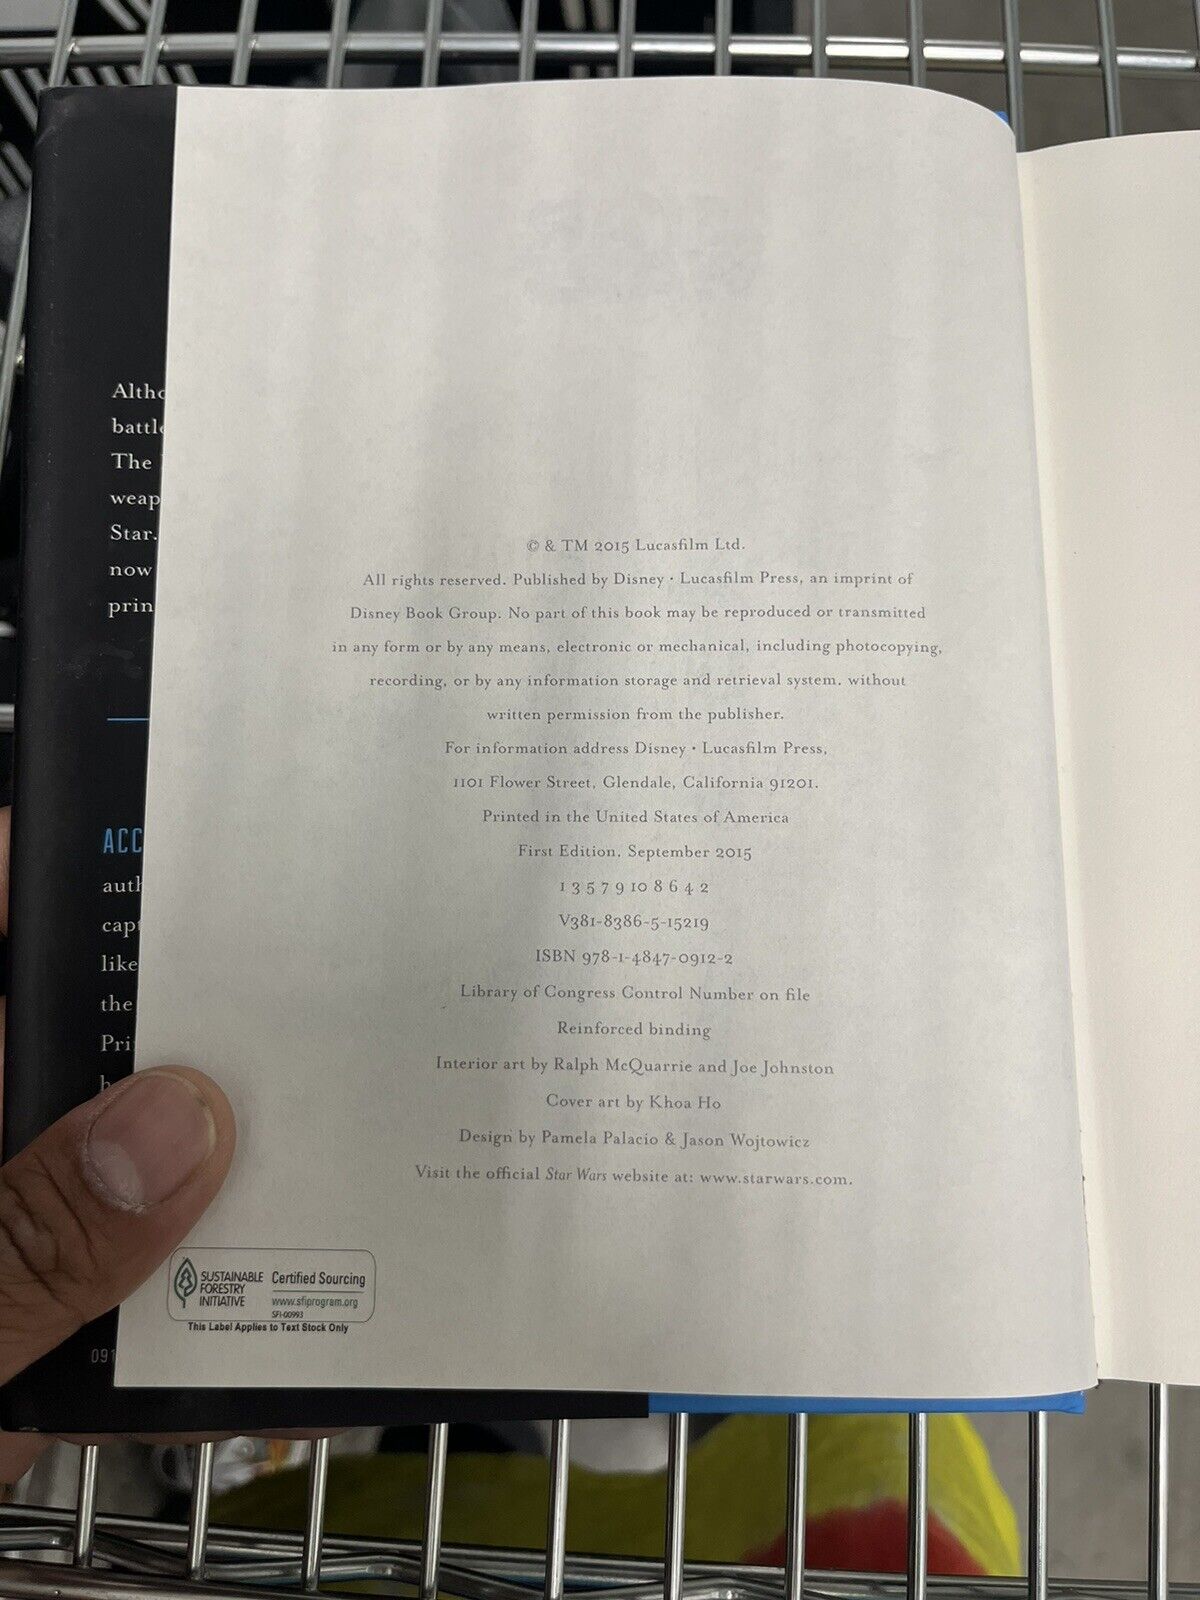 Altho
battle
The
weap
Star.
now
prin
ACC
auth
capt
like
the
Pri
© & TM 2015 Lucasfilm Ltd.
All rights reserved. Published by Disney • Lucasfilm Press, an imprint of
Disney Book Group. No part of this book may be reproduced or transmitted
in any form or by any means, electronic or mechanical, including photocopying,
recording, or by any information storage and retrieval system. without
written permission from the publisher.
For information address Disney • Lucasfilm Press,
1101 Flower Street, Glendale, California 91201.
Printed in the United States of America
First Edition. September 2015
1 3 5 7 9 10 8 6 4 2
V381-8386-5-15219
ISBN 978-1-4847-0912-2
Library of Congress Control Number on file
Reinforced binding
Interior art by Ralph McQuarrie and Joe Johnston
Cover art by Khoa Ho
Design by Pamela Palacio & Jason Wojtowicz
Visit the official Star Wars website at: www.starwars.com.
SUSTAINABLE
FORESTRY
INITIATIVE
Certified Sourcing
www.sfiprogram.org
SFI-00993
This Label Applies to Text Stock Only
091